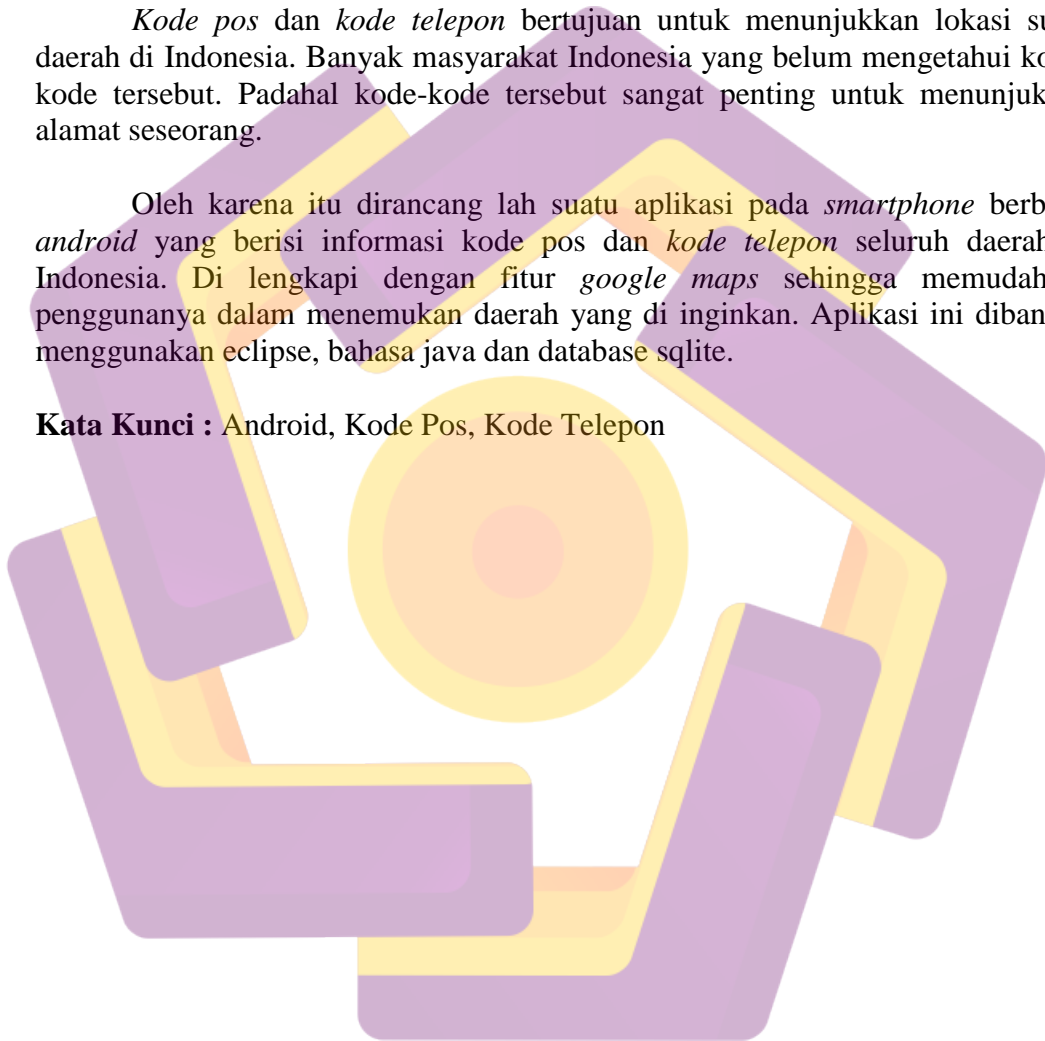 Kode pos dan kode telepon bertujuan untuk menunjukkan lokasi su
daerah di Indonesia. Banyak masyarakat Indonesia yang belum mengetahui ko
kode tersebut. Padahal kode-kode tersebut sangat penting untuk menunjuk
alamat seseorang.
Oleh karena itu dirancang lah suatu aplikasi pada smartphone berb
android yang berisi informasi kode pos dan kode telepon seluruh daerah
Indonesia. Di lengkapi dengan fitur google maps sehingga memudah
penggunanya dalam menemukan daerah yang di inginkan. Aplikasi ini diban
menggunakan eclipse, bahasa java dan database sqlite.
Kata Kunci : Android, Kode Pos, Kode Telepon